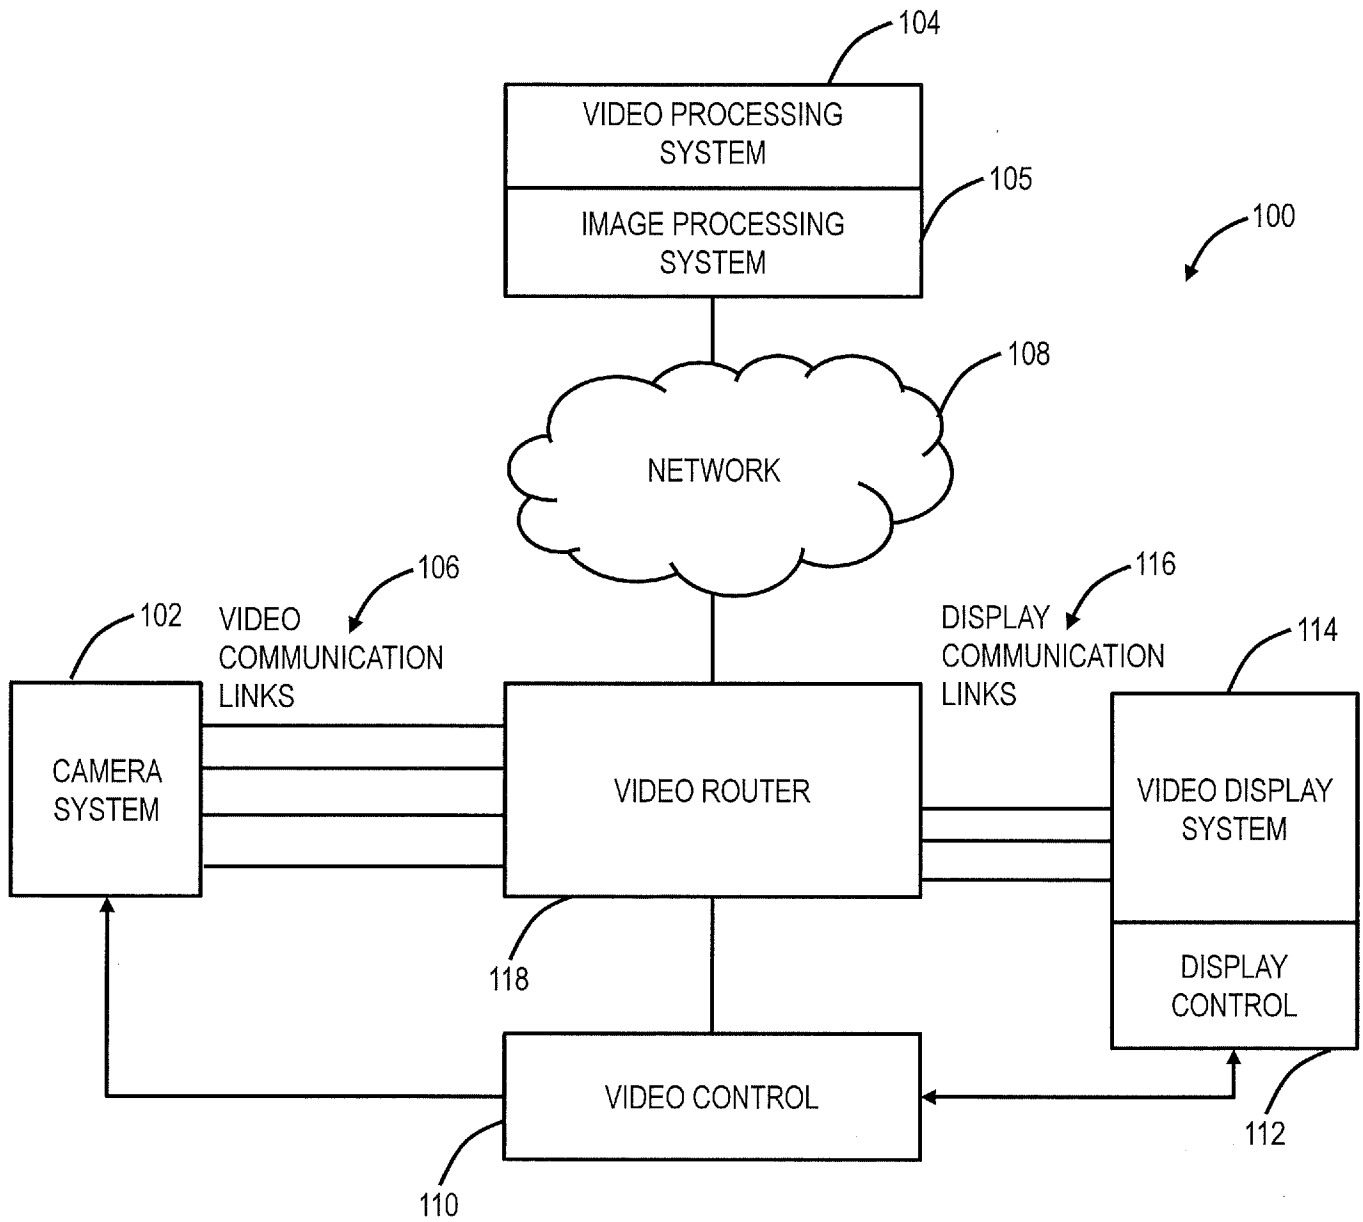 104
VIDEO PROCESSING
SYSTEM
105
IMAGE PROCESSING
SYSTEM
100
108
NETWORK
106
116
102
VIDEO
COMMUNICATION
LINKS
DISPLAY
COMMUNICATION
LINKS
114
CAMERA
SYSTEM
VIDEO ROUTER
VIDEO DISPLAY
SYSTEM
118
DISPLAY
CONTROL
VIDEO CONTROL
112
110